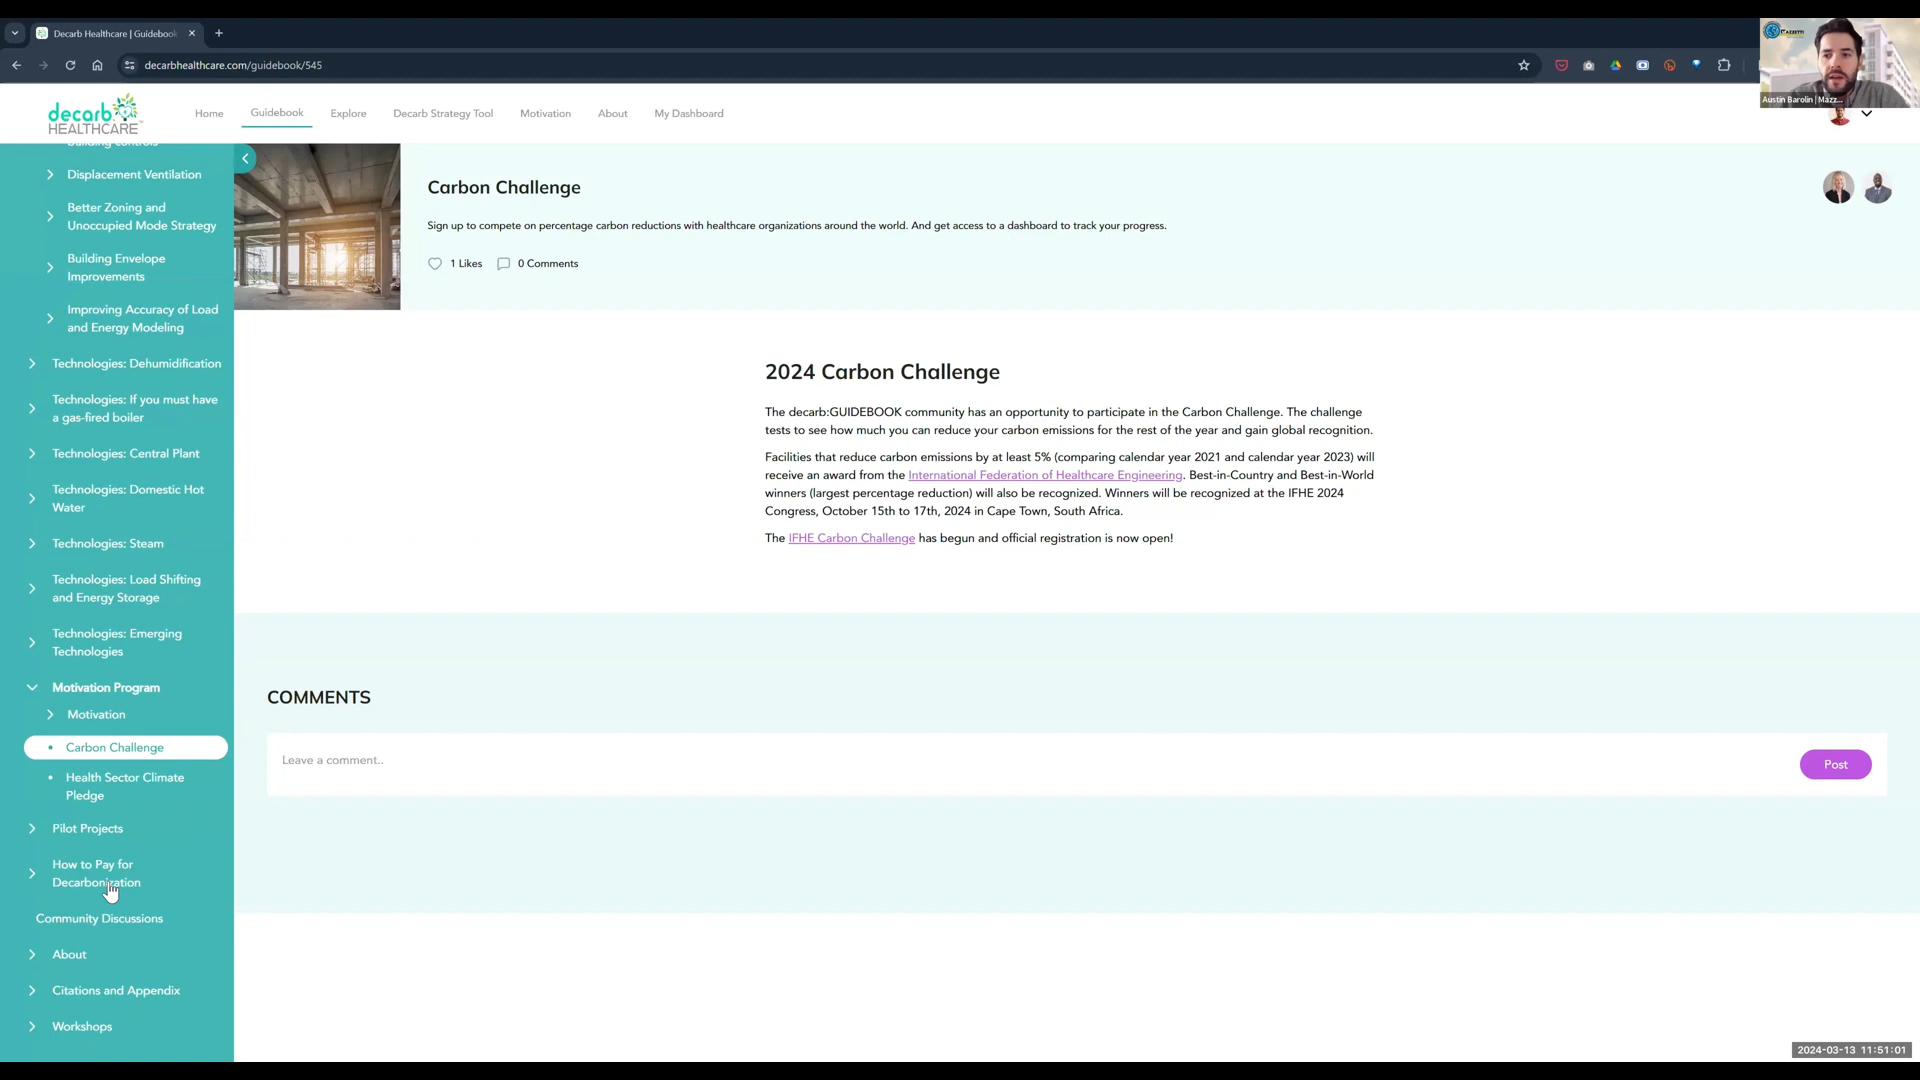 Decarb Healthcare | Guidebook
decarbhealthcare.com/guidebook/545
MAZZETTI
Austin Barolin | Mazz...
decarb
HEALTHCARE
Home
Guidebook
Explore
Decarb Strategy Tool
Motivation
About
My Dashboard
Building Controls
Displacement Ventilation
Better Zoning and
Unoccupied Mode Strategy
Building Envelope
Improvements
Improving Accuracy of Load
and Energy Modeling
Technologies: Dehumidification
Technologies: If you must have
a gas-fired boiler
Technologies: Central Plant
Technologies: Domestic Hot
Water
Technologies: Steam
Technologies: Load Shifting
and Energy Storage
Technologies: Emerging
Technologies
Motivation Program
Motivation
Carbon Challenge
Health Sector Climate
Pledge
Pilot Projects
How to Pay for
Decarbonization
Community Discussions
About
Citations and Appendix
Workshops
Carbon Challenge
Sign up to compete on percentage carbon reductions with healthcare organizations around the world. And get access to a dashboard to track your progress.
1 Likes
0 Comments
2024 Carbon Challenge
The decarb:GUIDEBOOK community has an opportunity to participate in the Carbon Challenge. The challenge
tests to see how much you can reduce your carbon emissions for the rest of the year and gain global recognition.
Facilities that reduce carbon emissions by at least 5% (comparing calendar year 2021 and calendar year 2023) will
receive an award from the International Federation of Healthcare Engineering. Best-in-Country and Best-in-World
winners (largest percentage reduction) will also be recognized. Winners will be recognized at the IFHE 2024
Congress, October 15th to 17th, 2024 in Cape Town, South Africa.
The IFHE Carbon Challenge has begun and official registration is now open!
COMMENTS
Leave a comment..
Post
2024-03-13 11:51:01